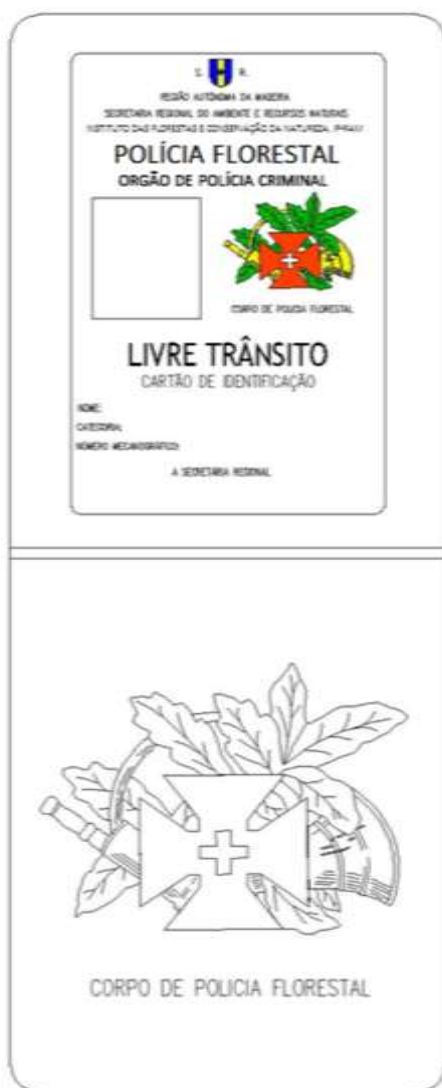 S. R.
REGIÃO AUTÓNOMA DA MADEIRA
SECRETARIA REGIONAL DO AMBIENTE E RECURSOS NATURAIS
INSTITUTO DAS FLORESTAS E CONSERVAÇÃO DA NATUREZA, IP-RAM
POLÍCIA FLORESTAL
ORGÃO DE POLÍCIA CRIMINAL
CORPO DE POLICIA FLORESTAL
LIVRE TRÂNSITO
CARTÃO DE IDENTIFICAÇÃO
NOME:
CATEGORIA:
NÚMERO MECANOGRÁFICO:
A SECRETÁRIA REGIONAL
CORPO DE POLICIA FLORESTAL